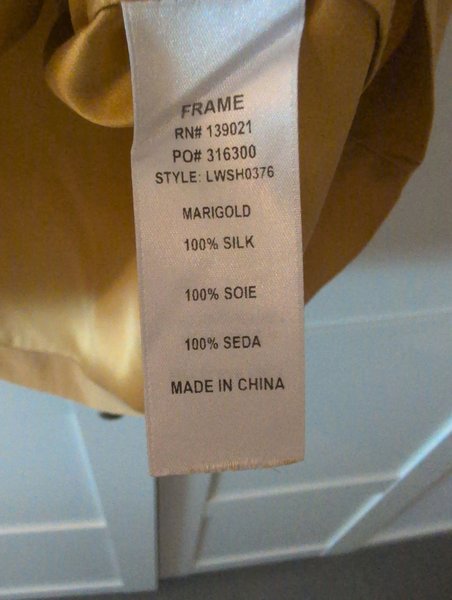 FRAME
RN# 139021
PO# 316300
STYLE: LWSH0376
MARIGOLD
100% SILK
100% SOIE
100% SEDA
MADE IN CHINA